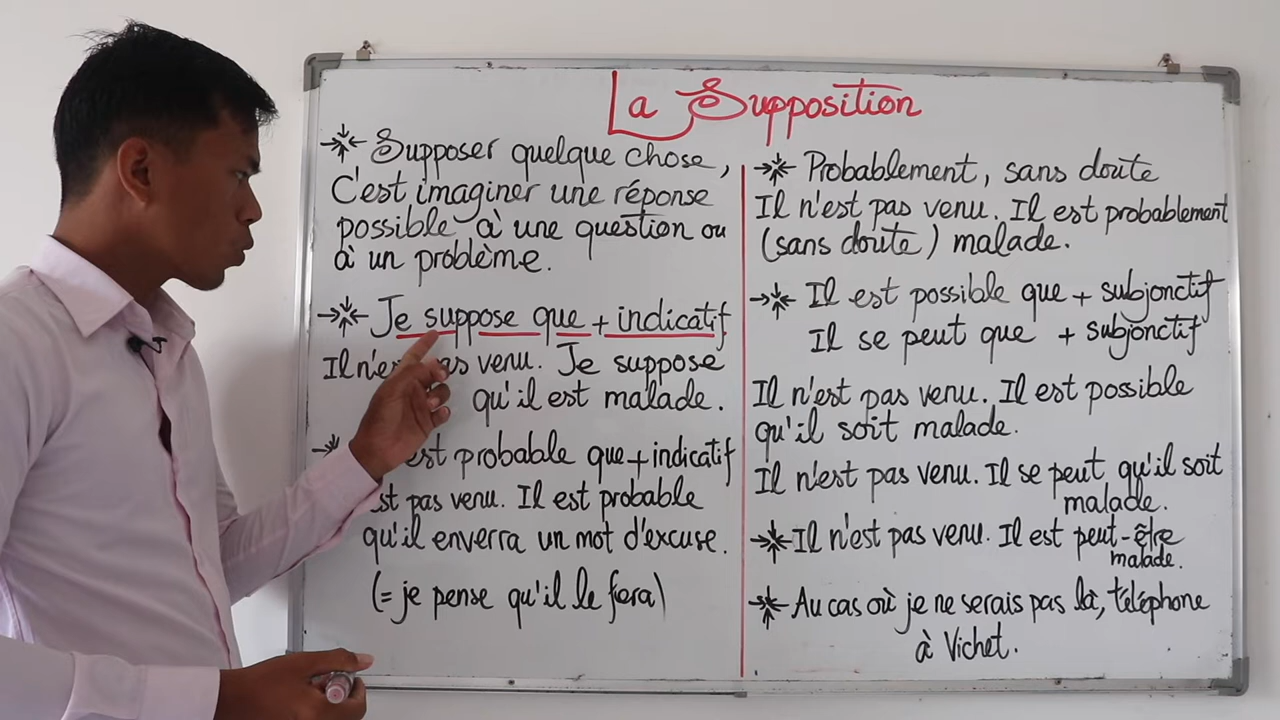 La Supposition
Supposer quelque chose,
C'est imaginer une réponse
possible à une question ou
à un problème.
Je suppose que + indicatif
Il n'est pas venu. Je suppose
qu'il est malade.
est probable que + indicatif
est pas venu. Il est probable
qu'il enverra un mot d'excuse.
(= je pense qu'il le fera)
Probablement, sans doute
Il n'est pas venu. Il est probablement
(sans doute) malade.
Il est possible que + subjonctif
Il se peut que + subjonctif
Il n'est pas venu. Il est possible
qu'il soit malade.
Il n'est pas venu. Il se peut qu'il soit
malade.
Il n'est pas venu. Il est peut-être
malade.
Au cas où je ne serais pas là, téléphone
à Vichet.